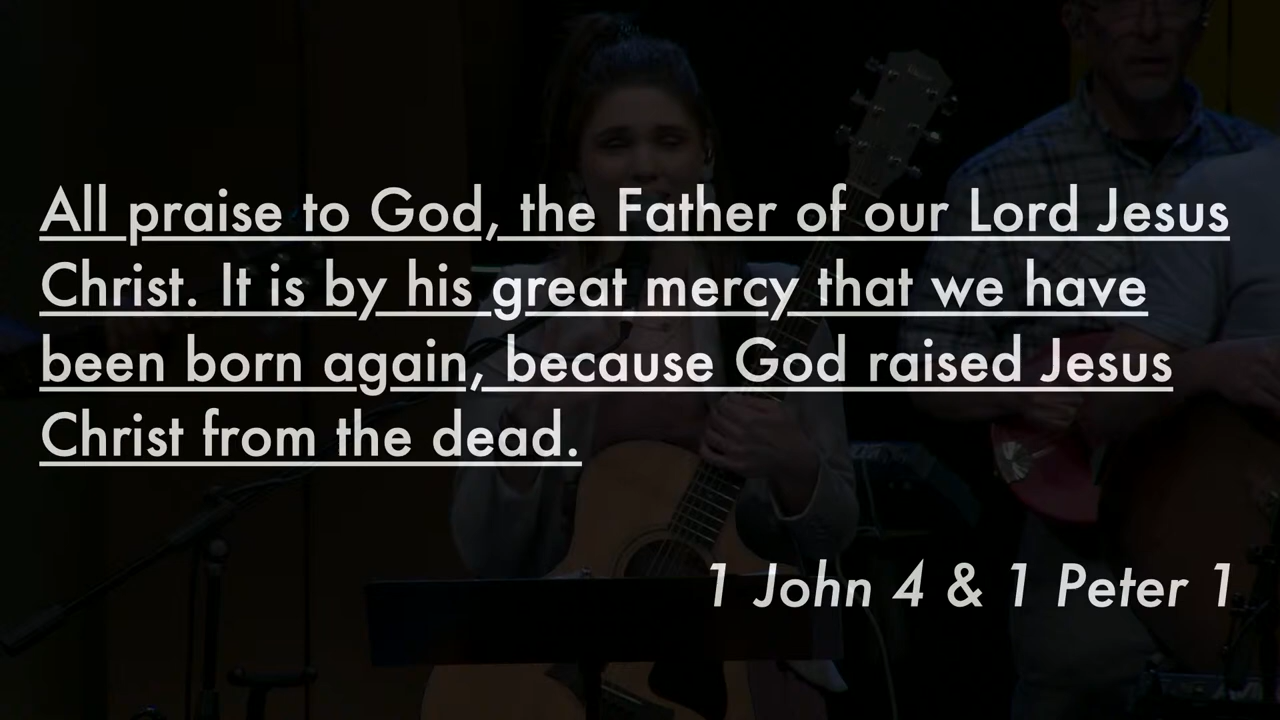 All praise to God, the Father of our Lord Jesus
Christ. It is by his great mercy that we have
been born again, because God raised Jesus
Christ from the dead.
1 John 4 & 1 Peter 1